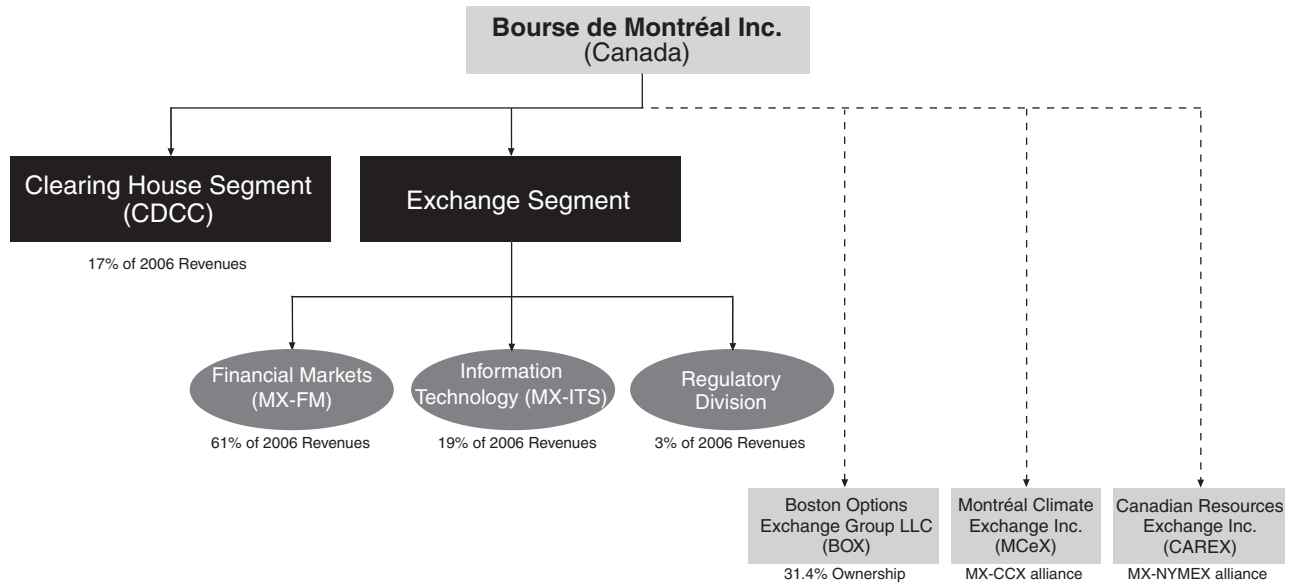 Bourse de Montréal Inc.
(Canada)
Clearing House Segment
(CDCC)
17% of 2006 Revenues
Exchange Segment
Financial Markets
(MX-FM)
61% of 2006 Revenues
Information
Technology (MX-ITS)
19% of 2006 Revenues
Regulatory
Division
3% of 2006 Revenues
Boston Options
Exchange Group LLC
(BOX)
31.4% Ownership
Montréal Climate
Exchange Inc.
(MCeX)
MX-CCX alliance
Canadian Resources
Exchange Inc.
(CAREX)
MX-NYMEX alliance